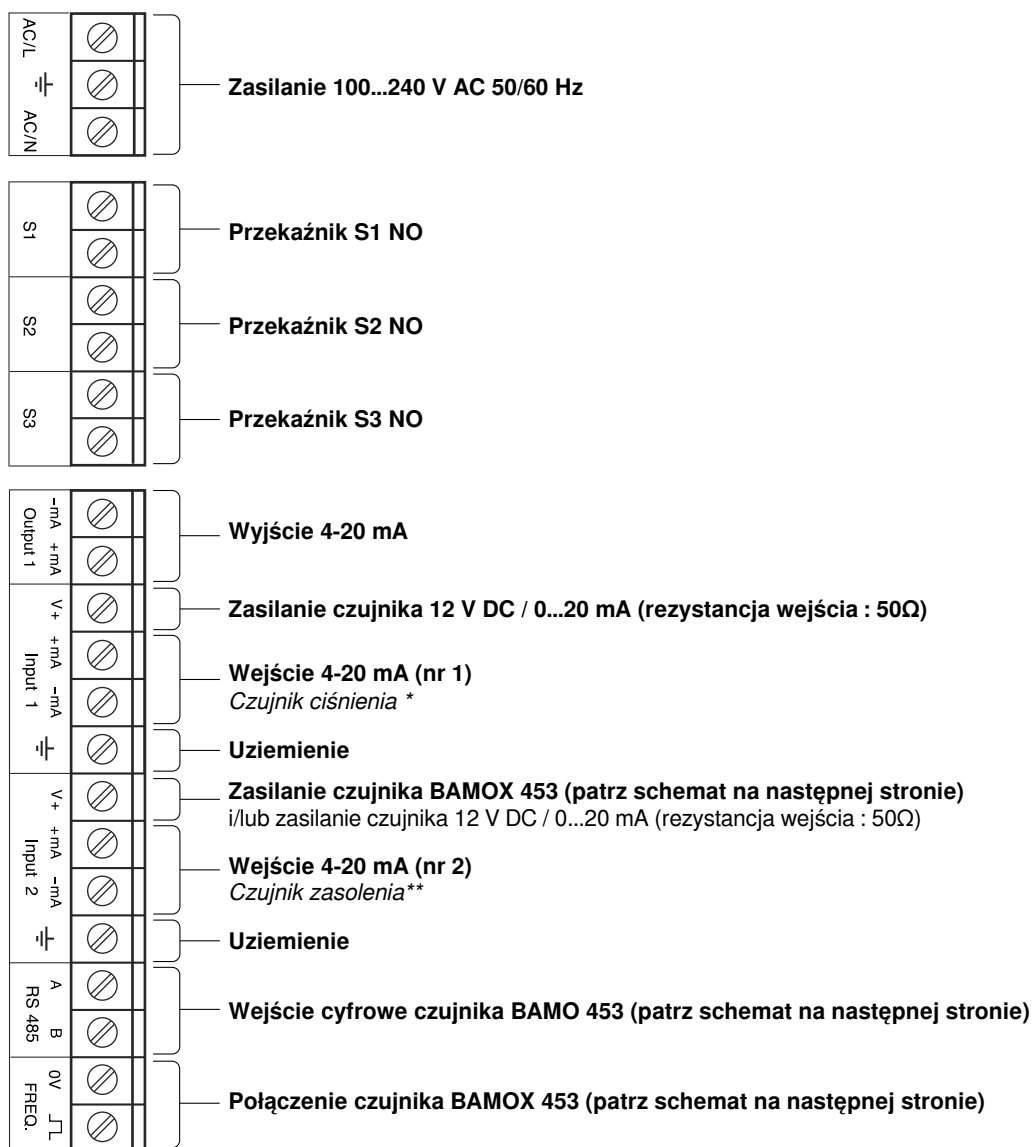 AC/L
AC/N
Zasilanie 100...240 V AC 50/60 Hz
S1
Przekaźnik S1 NO
S2
Przekaźnik S2 NO
S3
Przekaźnik S3 NO
-mA +mA
Output 1
Wyjście 4-20 mA
V+ +mA -mA
Input 1
Zasilanie czujnika 12 V DC / 0...20 mA (rezystancja wejścia : 50Ω)
Wejście 4-20 mA (nr 1)
Czujnik ciśnienia *
Uziemienie
V+ +mA -mA
Input 2
Zasilanie czujnika BAMOX 453 (patrz schemat na następnej stronie)
i/lub zasilanie czujnika 12 V DC / 0...20 mA (rezystancja wejścia : 50Ω)
Wejście 4-20 mA (nr 2)
Czujnik zasolenia**
Uziemienie
A B
RS 485
Wejście cyfrowe czujnika BAMO 453 (patrz schemat na następnej stronie)
0V
FREQ.
Połączenie czujnika BAMOX 453 (patrz schemat na następnej stronie)